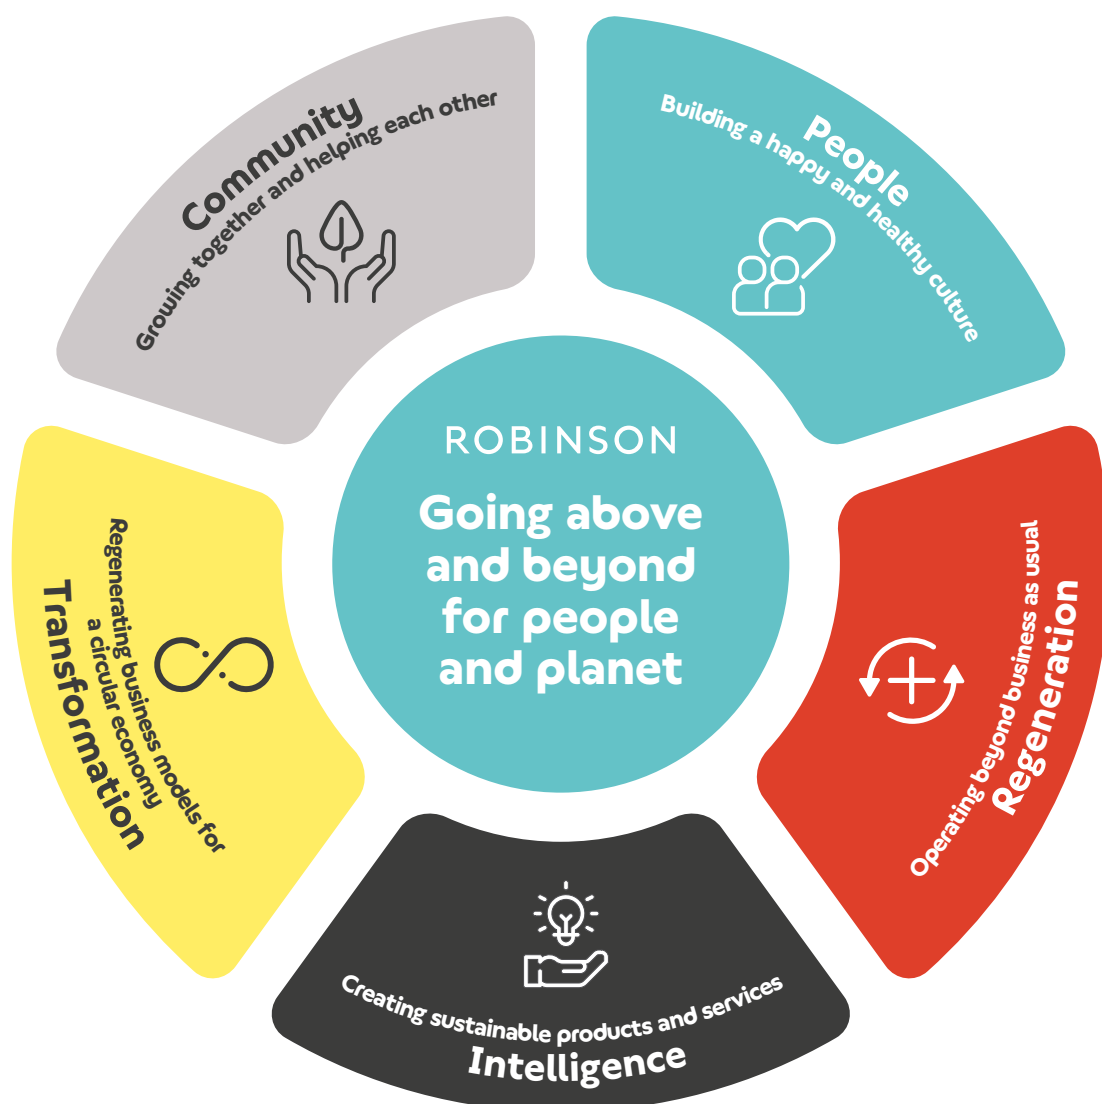 ROBINSON
Going above
and beyond
for people
and planet
People
Building a happy and healthy culture
Operating beyond business as usual
Regeneration
Creating sustainable products and services
Intelligence
Regenerating business models for
a circular economy
Transformation
Community
Growing together and helping each other